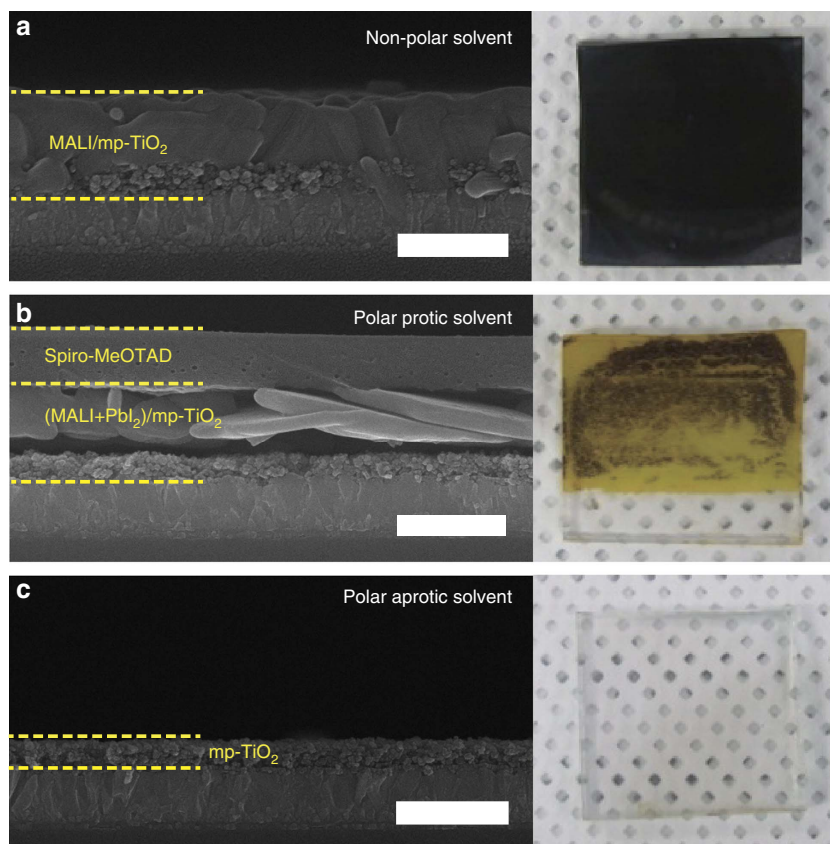 a
Non-polar solvent
MALI/mp-TiO₂
b
Polar protic solvent
Spiro-MeOTAD
(MALI+PbI₂)/mp-TiO₂
c
Polar aprotic solvent
mp-TiO₂